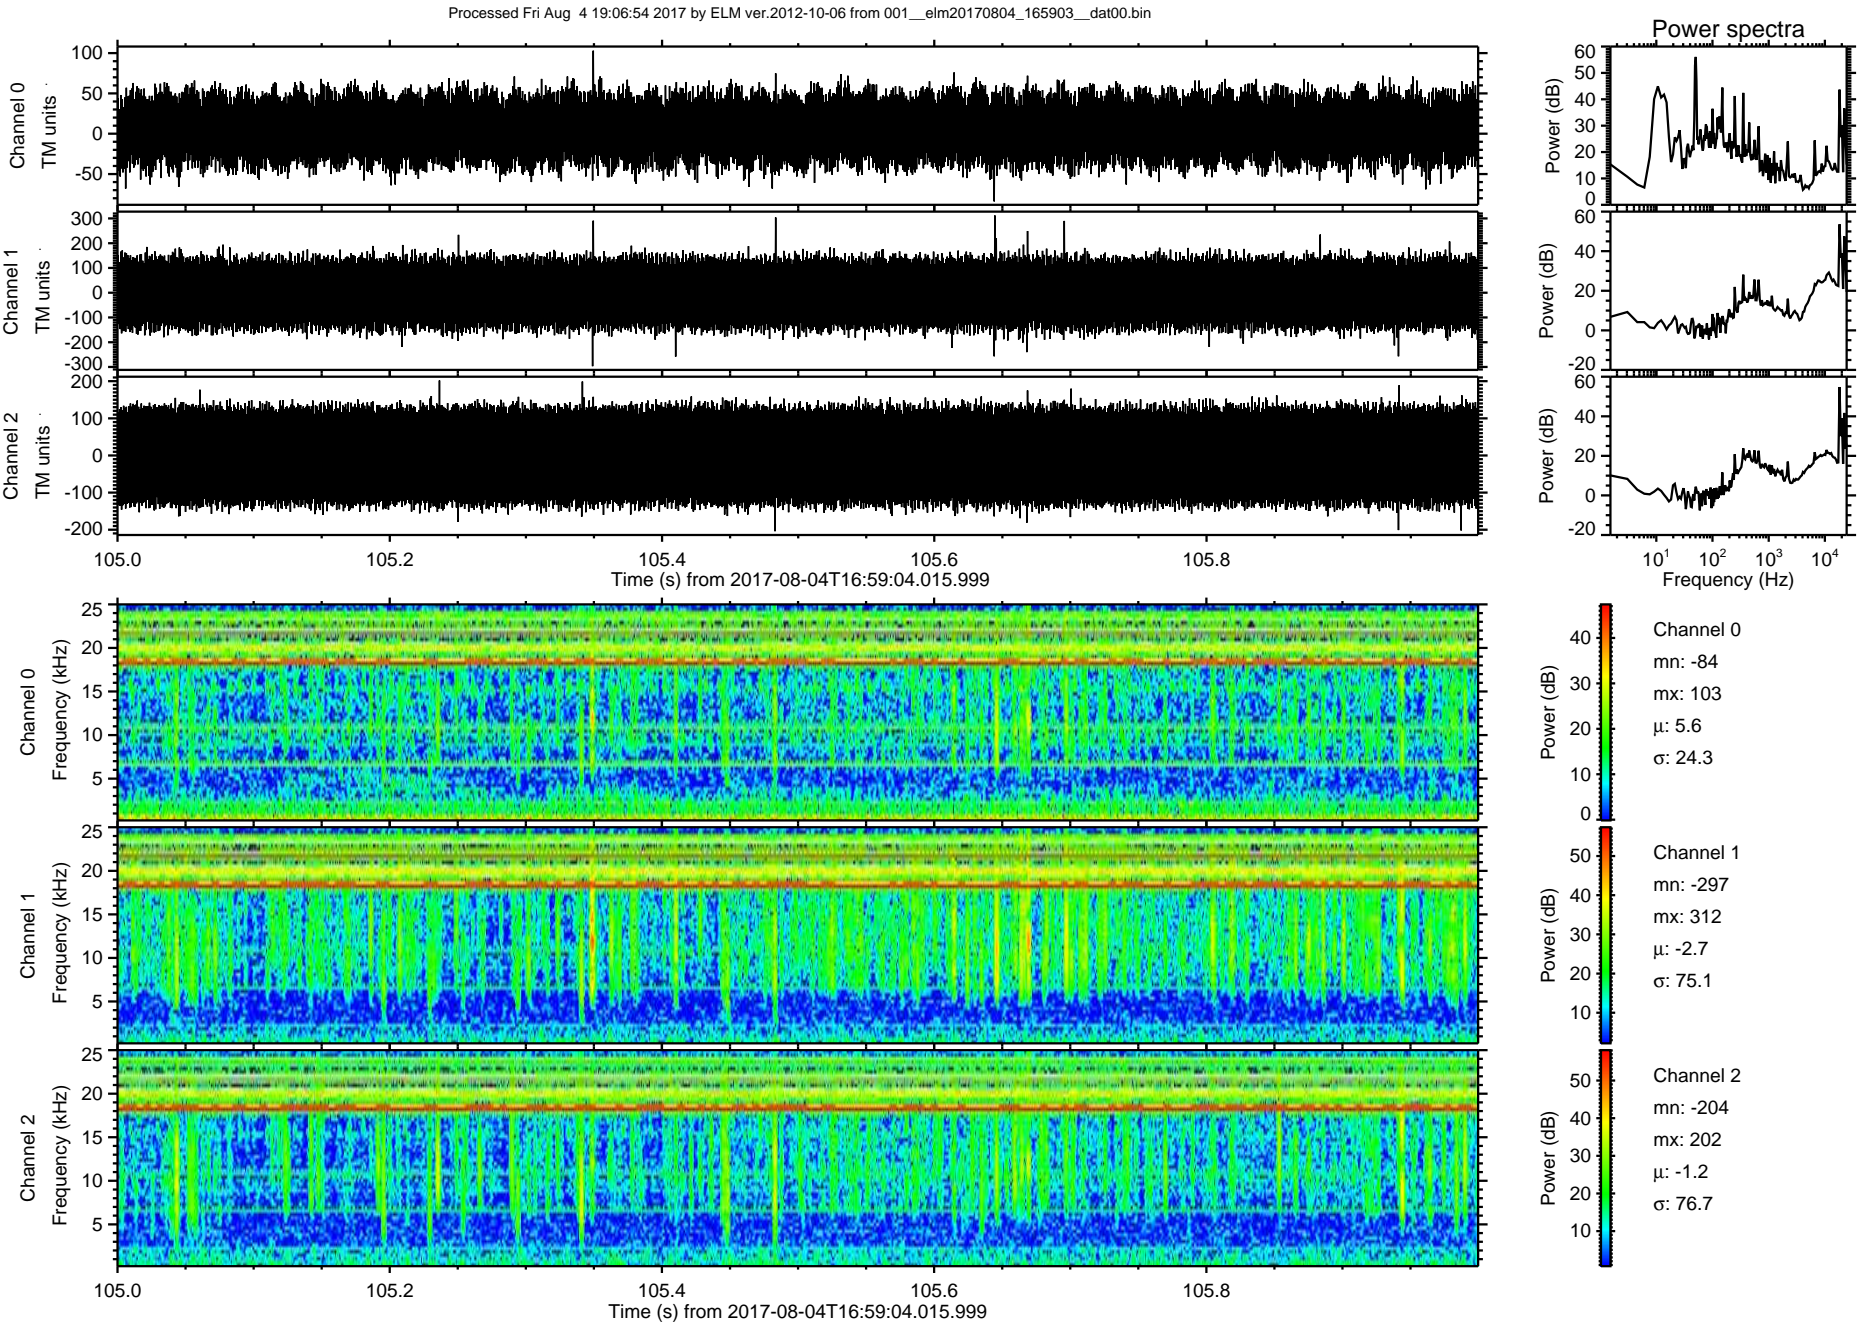 Processed Fri Aug  4 19:06:54 2017 by ELM ver.2012-10-06 from 001__elm20170804_165903__dat00.bin
Power spectra
Channel 0
TM units
100
50
0
-50
Power (dB)
60
50
40
30
20
10
0
Channel 1
TM units
300
200
100
0
-100
-200
-300
Power (dB)
60
40
20
0
-20
Channel 2
TM units
200
100
0
-100
-200
Power (dB)
60
40
20
0
-20
105.0
105.2
105.4
105.6
105.8
Time (s) from 2017-08-04T16:59:04.015.999
10^1
10^2
10^3
10^4
Frequency (Hz)
Channel 0
Frequency (kHz)
25
20
15
10
5
Power (dB)
40
30
20
10
0
Channel 0
mn: -84
mx: 103
μ: 5.6
σ: 24.3
Channel 1
Frequency (kHz)
25
20
15
10
5
Power (dB)
50
40
30
20
10
Channel 1
mn: -297
mx: 312
μ: -2.7
σ: 75.1
Channel 2
Frequency (kHz)
25
20
15
10
5
Power (dB)
50
40
30
20
10
Channel 2
mn: -204
mx: 202
μ: -1.2
σ: 76.7
105.0
105.2
105.4
105.6
105.8
Time (s) from 2017-08-04T16:59:04.015.999